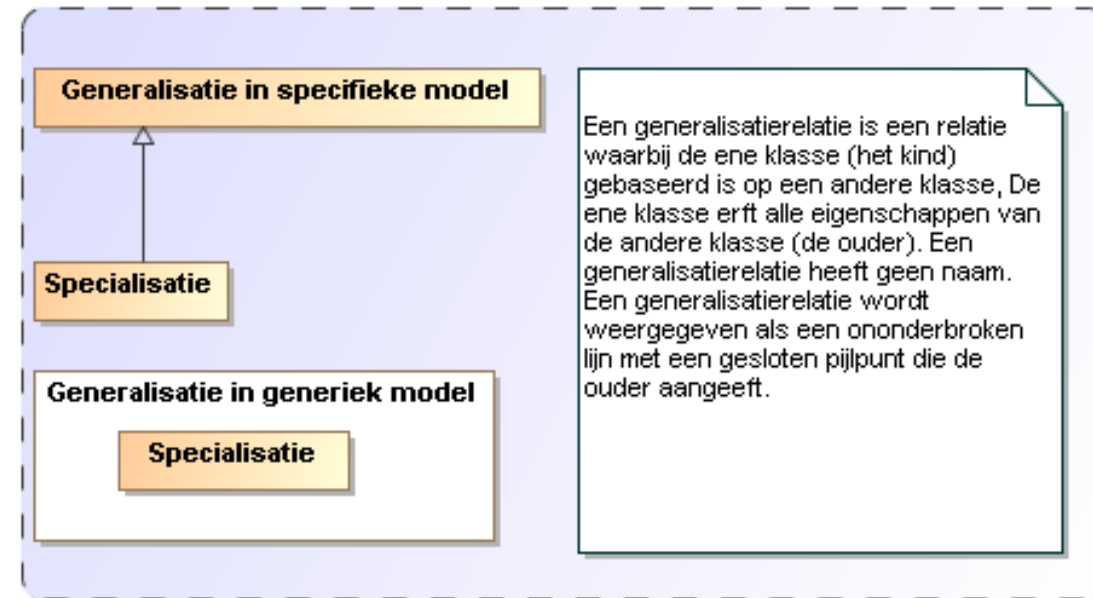 Generalisatie in specifieke model
Specialisatie
Generalisatie in generiek model
Specialisatie
Een generalisatierelatie is een relatie
waarbij de ene klasse (het kind)
gebaseerd is op een andere klasse, De
ene klasse erft alle eigenschappen van
de andere klasse (de ouder). Een
generalisatierelatie heeft geen naam.
Een generalisatierelatie wordt
weergegeven als een ononderbroken
lijn met een gesloten pijlpunt die de
ouder aangeeft.